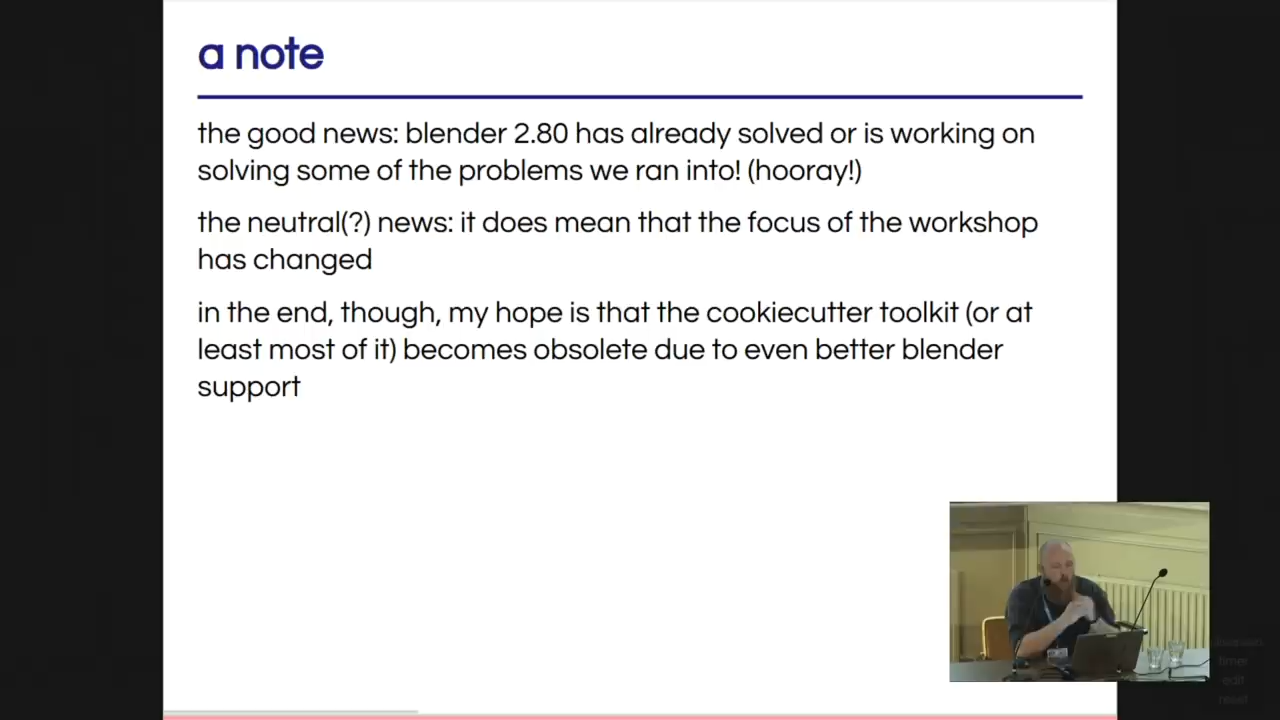 a note
the good news: blender 2.80 has already solved or is working on
solving some of the problems we ran into! (hooray!)
the neutral(?) news: it does mean that the focus of the workshop
has changed
in the end, though, my hope is that the cookiecutter toolkit (or at
least most of it) becomes obsolete due to even better blender
support
timer
edit
reset